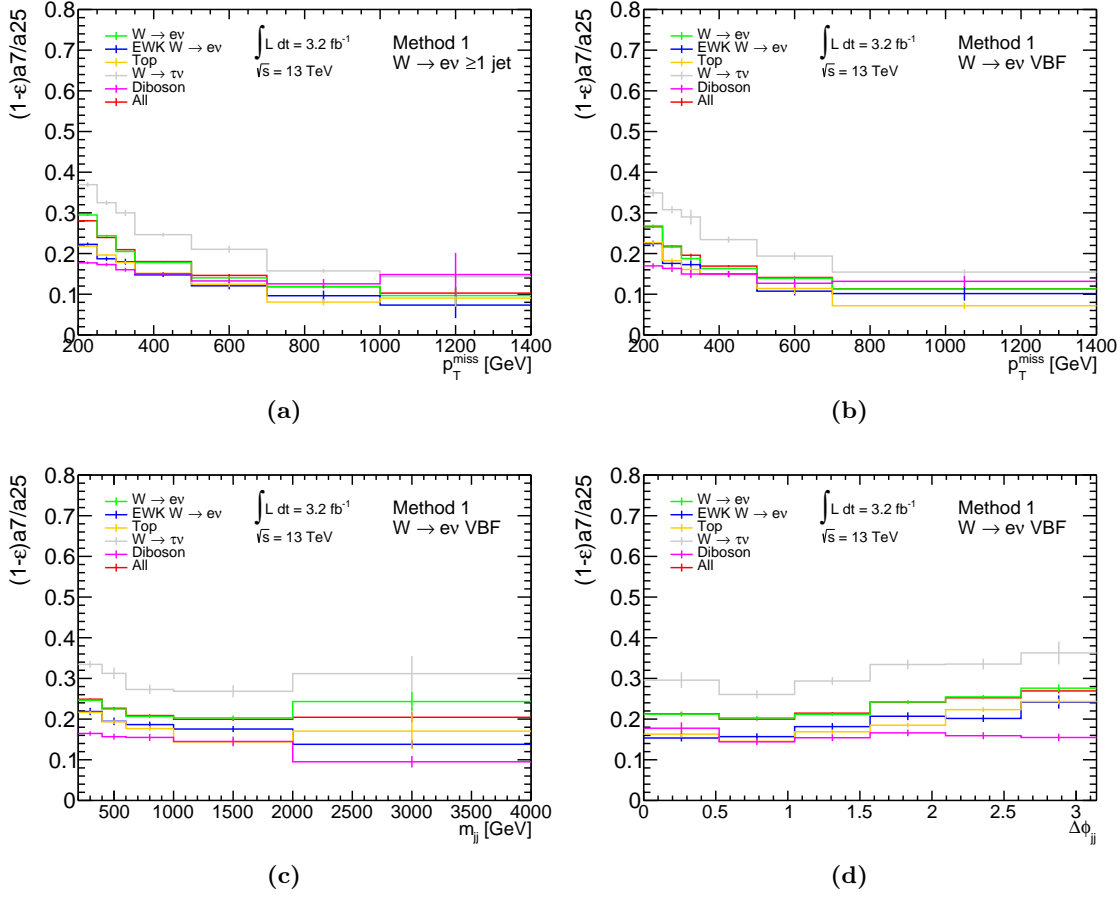 (1-ε)a7/a25
0.8
0.7
0.6
0.5
0.4
0.3
0.2
0.1
0
W → eν
EWK W → eν
Top
W → τν
Diboson
All
∫ L dt = 3.2 fb⁻¹
√s = 13 TeV
Method 1
W → eν ≥1 jet
200 400 600 800 1000 1200 1400
p_T^miss [GeV]
(a)
(1-ε)a7/a25
0.8
0.7
0.6
0.5
0.4
0.3
0.2
0.1
0
W → eν
EWK W → eν
Top
W → τν
Diboson
All
∫ L dt = 3.2 fb⁻¹
√s = 13 TeV
Method 1
W → eν VBF
200 400 600 800 1000 1200 1400
p_T^miss [GeV]
(b)
(1-ε)a7/a25
0.8
0.7
0.6
0.5
0.4
0.3
0.2
0.1
0
W → eν
EWK W → eν
Top
W → τν
Diboson
All
∫ L dt = 3.2 fb⁻¹
√s = 13 TeV
Method 1
W → eν VBF
500 1000 1500 2000 2500 3000 3500 4000
m_jj [GeV]
(c)
(1-ε)a7/a25
0.8
0.7
0.6
0.5
0.4
0.3
0.2
0.1
0
W → eν
EWK W → eν
Top
W → τν
Diboson
All
∫ L dt = 3.2 fb⁻¹
√s = 13 TeV
Method 1
W → eν VBF
0 0.5 1 1.5 2 2.5 3
Δϕ_jj
(d)